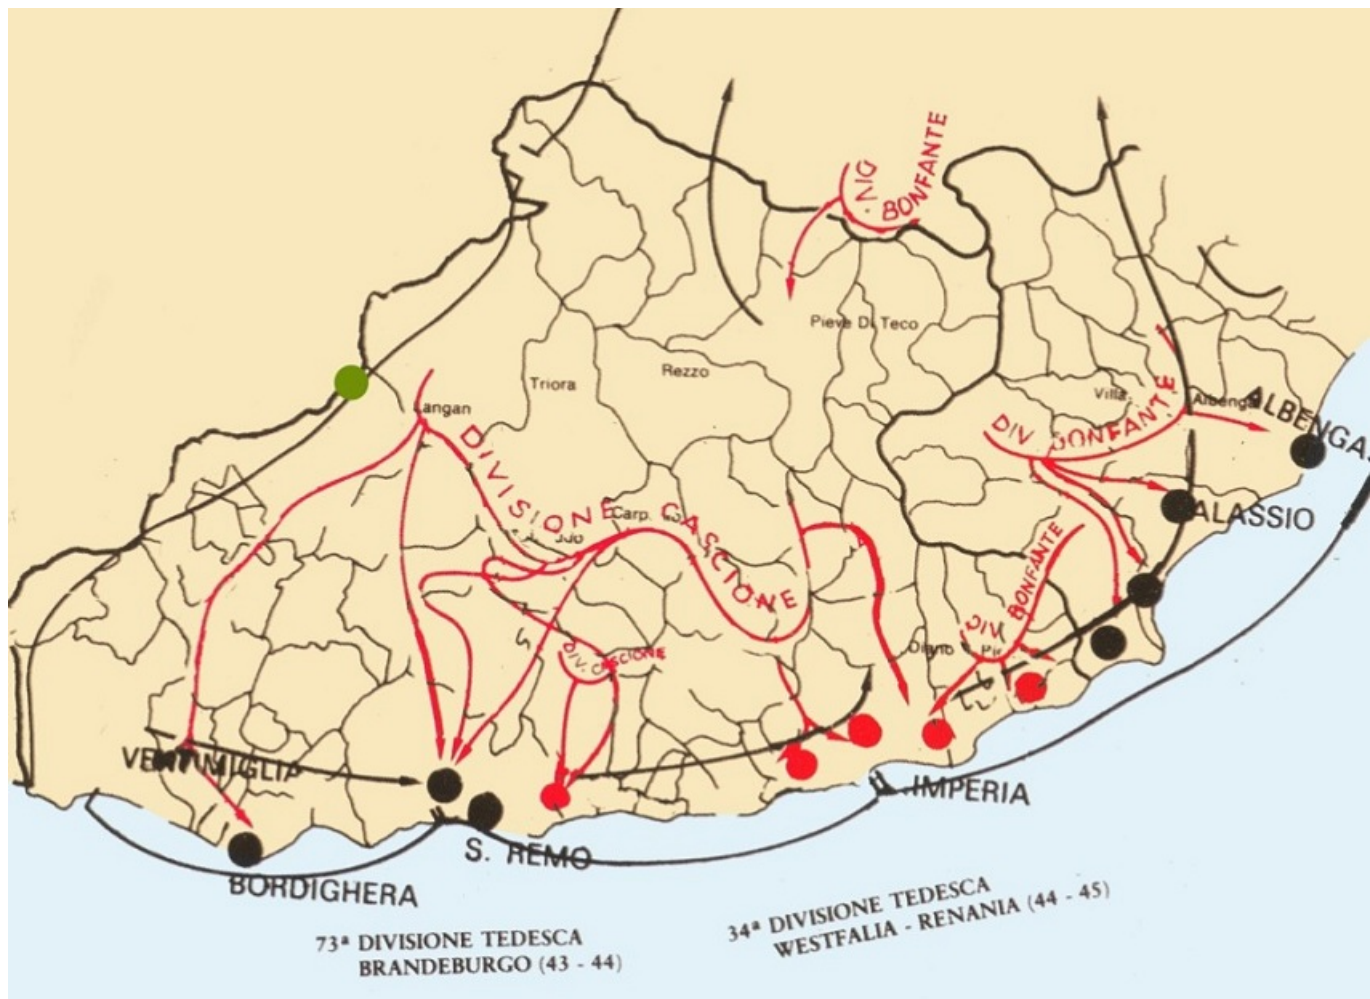 DIV. BONFANTE
Pieve Di Teco
Rezzo
Triora
Langan
Villa
Albenga
ALBENGA
DIV BONFANTE
DIVISIONE CASCIONE
Carp.
ALASSIO
DIV. BONFANTE
DIV. CASCIONE
VENTIMIGLIA
IMPERIA
S. REMO
BORDIGHERA
73ª DIVISIONE TEDESCA
BRANDEBURGO (43 - 44)
34ª DIVISIONE TEDESCA
WESTFALIA - RENANIA (44 - 45)